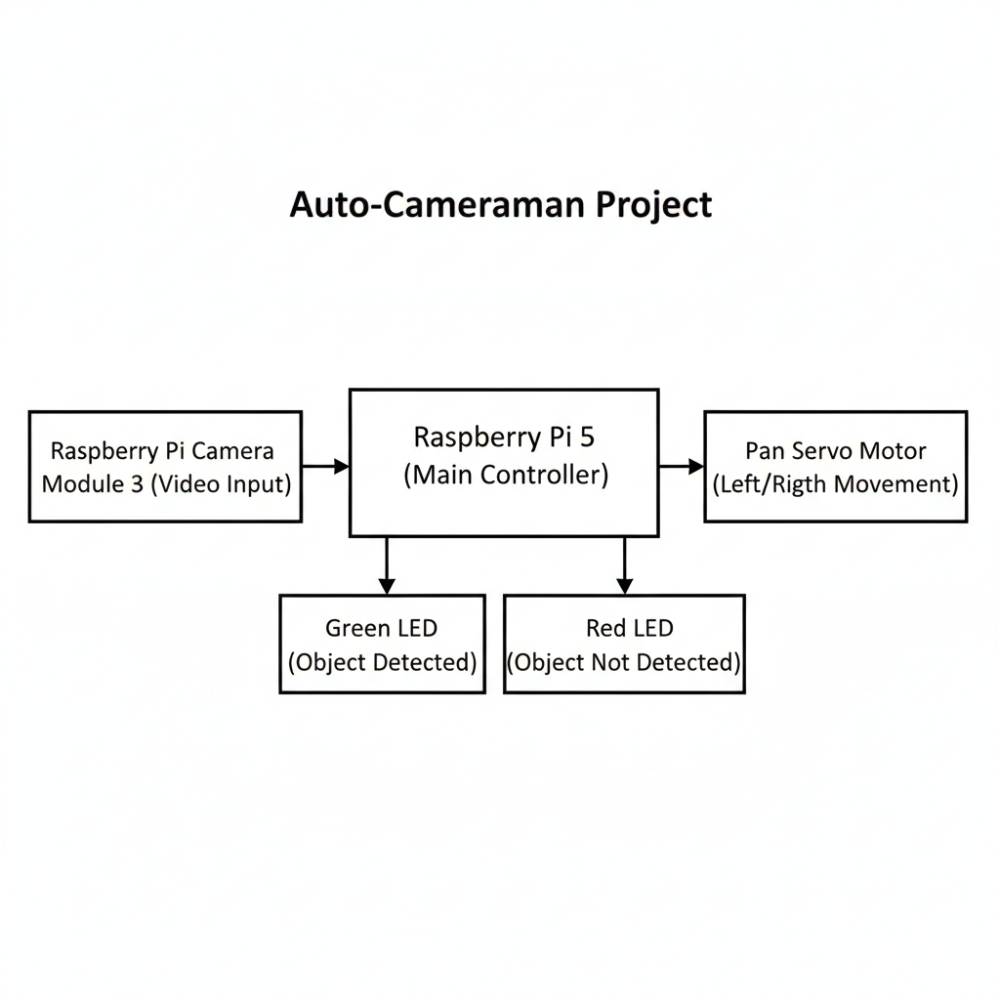 Auto-Cameraman Project
Raspberry Pi Camera
Module 3 (Video Input)
Raspberry Pi 5
(Main Controller)
Pan Servo Motor
(Left/Rigth Movement)
Green LED
(Object Detected)
Red LED
(Object Not Detected)